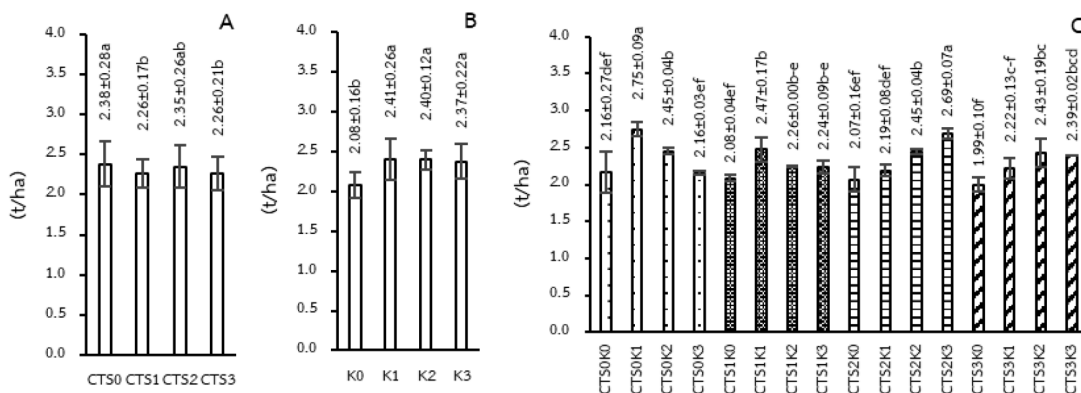 A
(t/ha)
4.0
3.5
3.0
2.5
2.0
1.5
1.0
0.5
0.0
2.38±0.28a
2.26±0.17b
2.35±0.26ab
2.26±0.21b
CTS0 CTS1 CTS2 CTS3
B
(t/ha)
4.0
3.5
3.0
2.5
2.0
1.5
1.0
0.5
0.0
2.08±0.16b
2.41±0.26a
2.40±0.12a
2.37±0.22a
K0 K1 K2 K3
C
(t/ha)
4.0
3.5
3.0
2.5
2.0
1.5
1.0
0.5
0.0
2.16±0.27def
2.75±0.09a
2.45±0.04b
2.16±0.03ef
2.08±0.04ef
2.47±0.17b
2.26±0.00b-e
2.24±0.09b-e
2.07±0.16ef
2.19±0.08def
2.45±0.04b
2.69±0.07a
1.99±0.10f
2.22±0.13c-f
2.43±0.19bc
2.39±0.02bcd
CTS0K0
CTS0K1
CTS0K2
CTS0K3
CTS1K0
CTS1K1
CTS1K2
CTS1K3
CTS2K0
CTS2K1
CTS2K2
CTS2K3
CTS3K0
CTS3K1
CTS3K2
CTS3K3